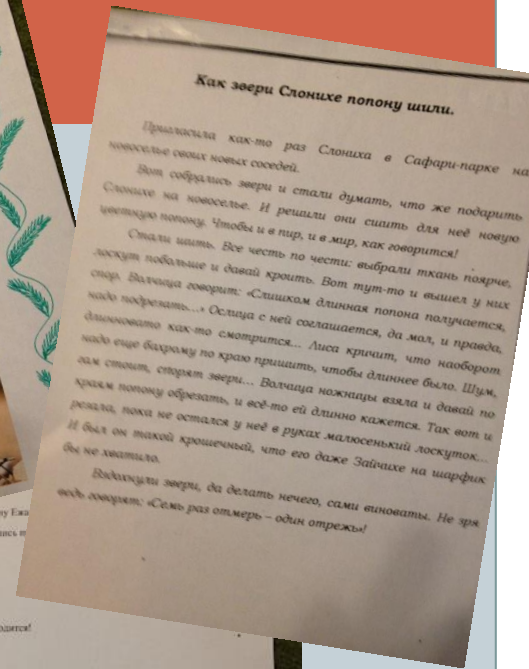 Как звери Слонихе попону шили.
Пригласила как-то раз Слониха в Сафари-парке на
новоселье своих новых соседей.
Вот собрались звери и стали думать, что же подарить
Слонихе на новоселье. И решили они сшить для неё новую
цветную попону. Чтобы и в пир, и в мир, как говорится!
Стали шить. Все честь по чести: выбрали ткань поярче,
лоскут побольше и давай кроить. Вот тут-то и вышел у них
спор. Волчица говорит: «Слишком длинная попона получается,
надо подрезать...» Ослица с ней соглашается, да мол, и правда,
длинновато как-то смотрится... Лиса кричит, что наоборот
надо еще бахрому по краю пришить, чтобы длиннее было. Шум,
гам стоит, спорят звери... Волчица ножницы взяла и давай по
краям попону обрезать, и всё-то ей длинно кажется. Так вот и
резала, пока не остался у неё в руках малюсенький лоскуток...
И был он такой крошечный, что его даже Зайчихе на шарфик
бы не хватило.
Вздохнули звери, да делать нечего, сами виноваты. Не зря
ведь говорят: «Семь раз отмерь – один отрежь»!
му Ежа
лись п
одится!